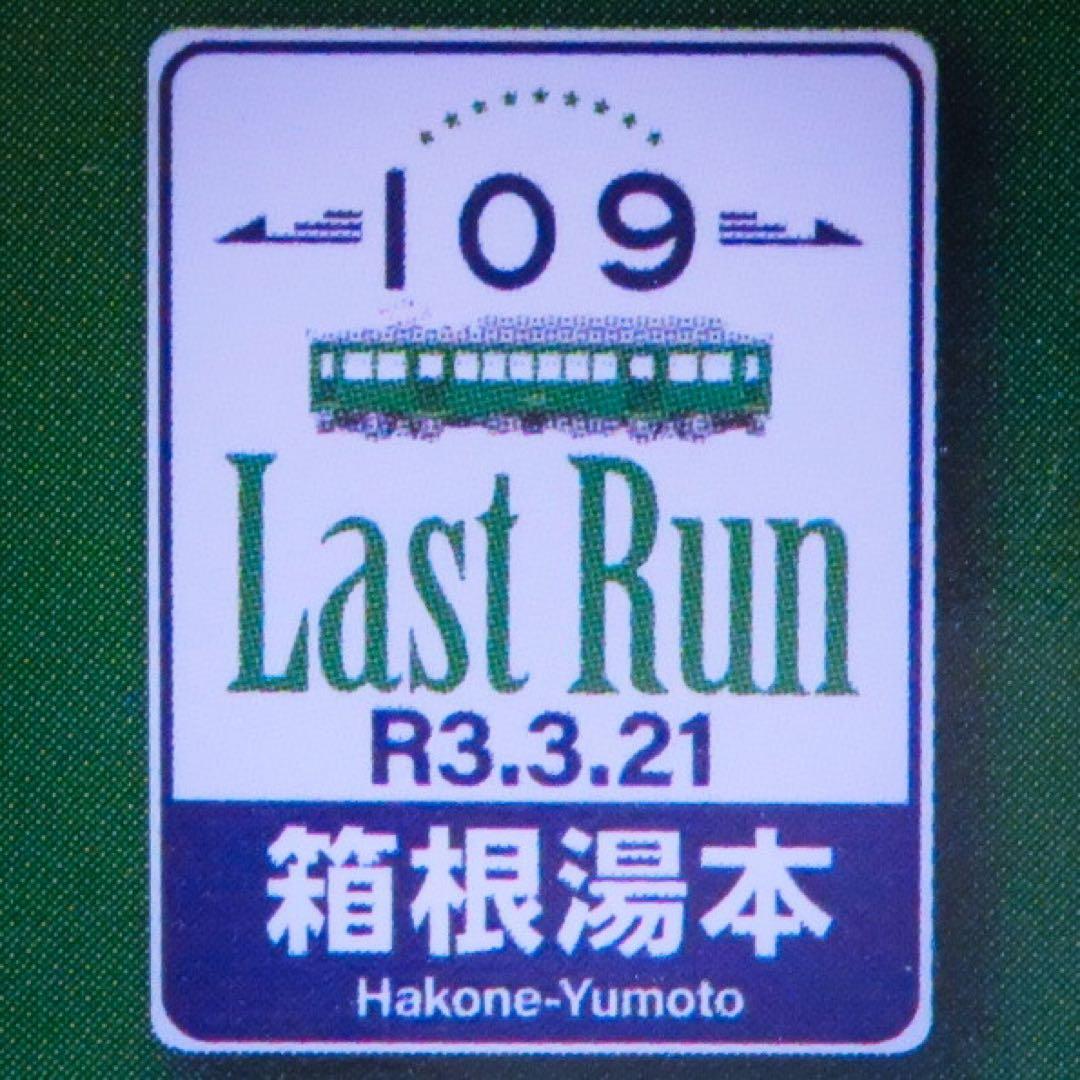 109
Last Run
R3.3.21
箱根湯本
Hakone-Yumoto